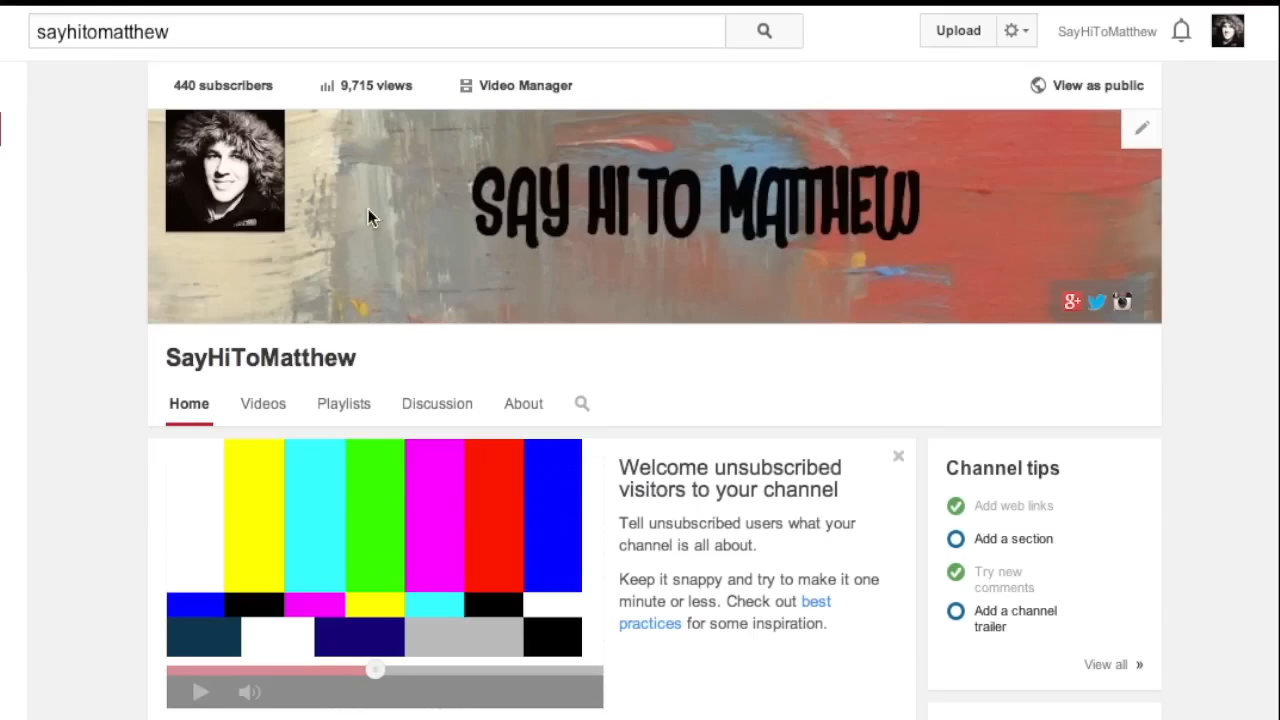 sayhitomatthew
Upload
SayHiToMatthew
440 subscribers
9,715 views
Video Manager
View as public
SAY HI TO MATTHEW
g+
SayHiToMatthew
Home
Videos
Playlists
Discussion
About
Welcome unsubscribed
visitors to your channel
Tell unsubscribed users what your
channel is all about.
Keep it snappy and try to make it one
minute or less. Check out best
practices for some inspiration.
Channel tips
Add web links
Add a section
Try new
comments
Add a channel
trailer
View all »